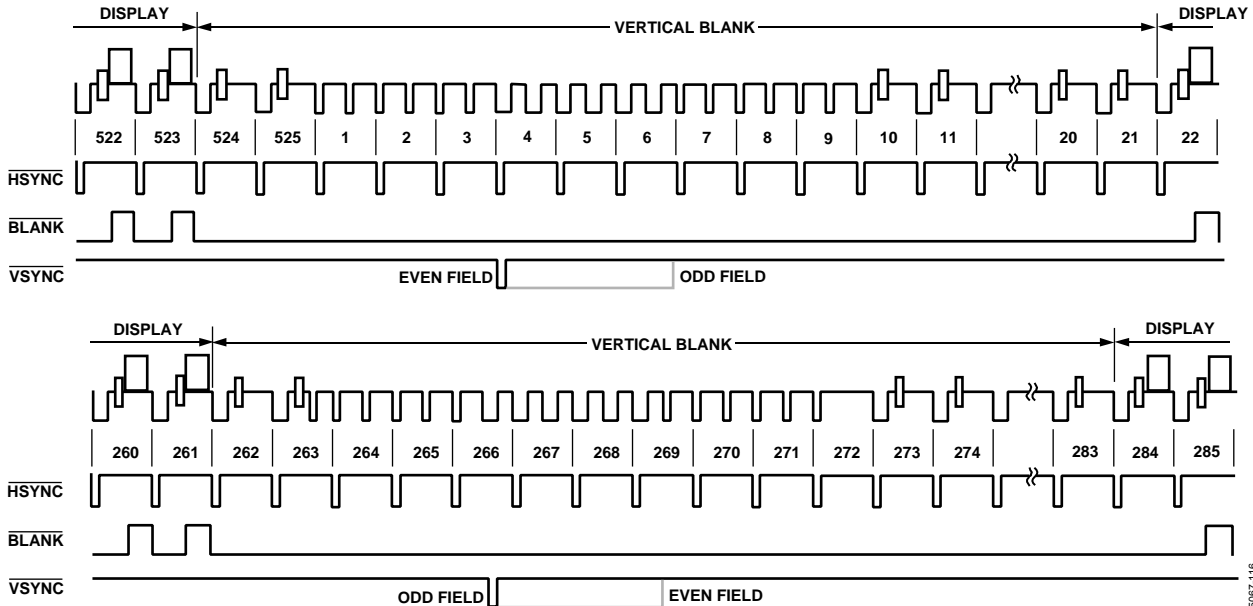 DISPLAY VERTICAL BLANK DISPLAY
522 523 524 525 1 2 3 4 5 6 7 8 9 10 11 20 21 22
HSYNC
BLANK
VSYNC
EVEN FIELD ODD FIELD
DISPLAY VERTICAL BLANK DISPLAY
260 261 262 263 264 265 266 267 268 269 270 271 272 273 274 283 284 285
HSYNC
BLANK
VSYNC
ODD FIELD EVEN FIELD